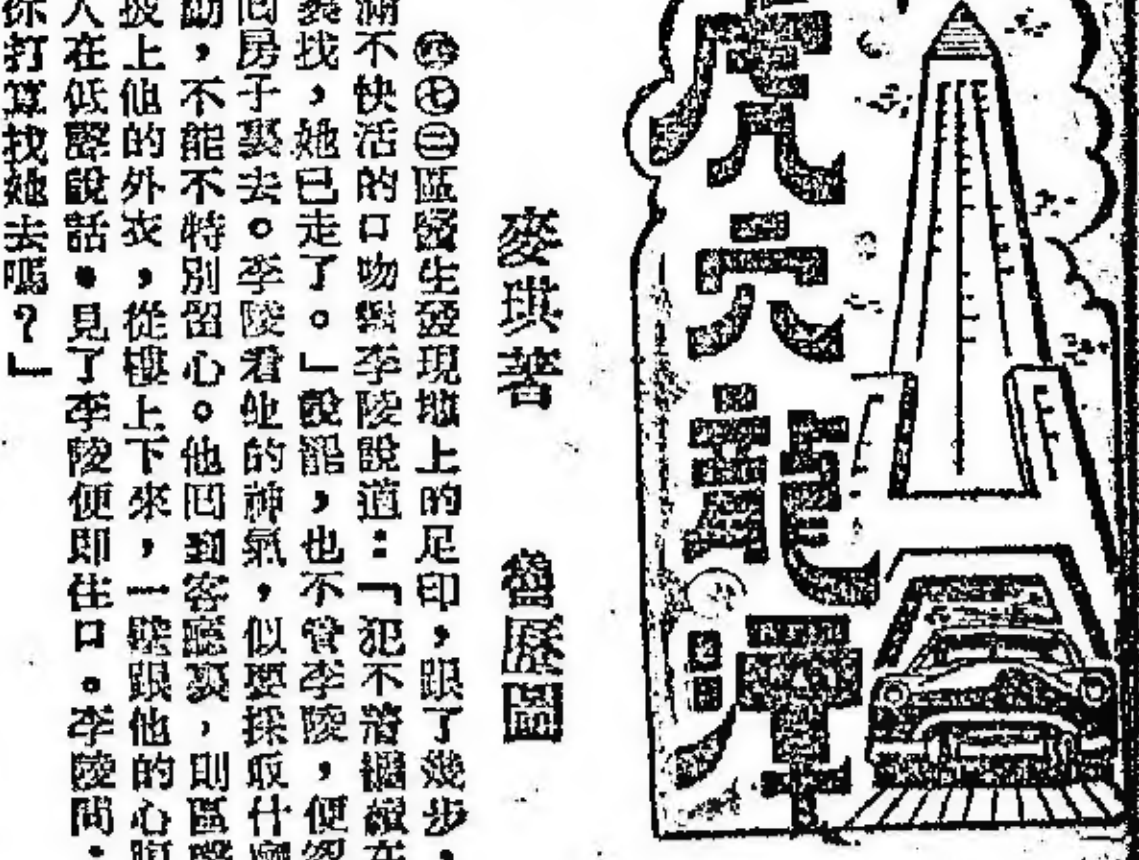 虎穴龍潭
麥琪著　歷圖
㊅㊆㊁區醫生發現地上的足印，跟了幾步，
滿不快活的口吻對李陵說道：「犯不着繼續在
裏找，她已走了。」說罷，也不管李陵，便
回房子裏去。李陵看他的神氣，似要採取什麼
動，不能不特別留心。他回到客廳裏，則區醫
披上他的外衣，從樓上下來，一壁跟他的心腹
人在低聲說話。見了李陵便即住口。李陵問：
你打算找她去嗎？」